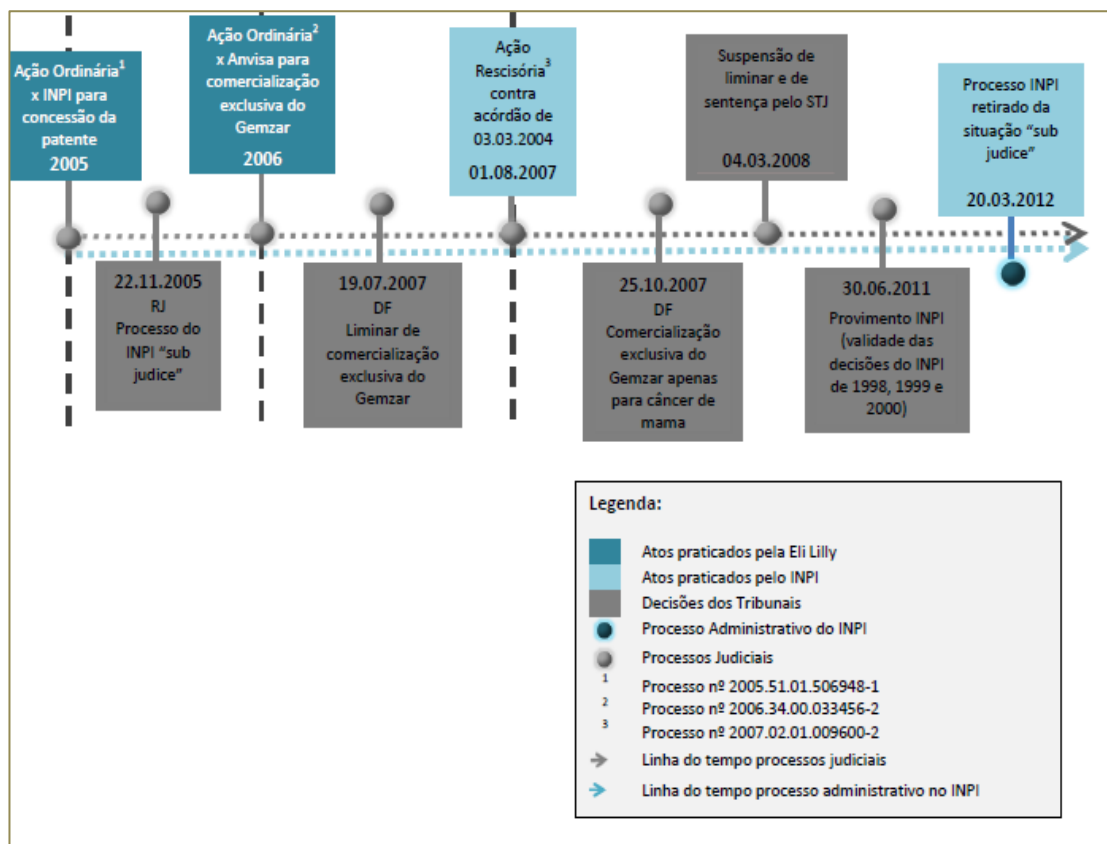 Ação Ordinária¹
x INPI para
concessão da
patente
2005
Ação Ordinária²
x Anvisa para
comercialização
exclusiva do
Gemzar
2006
Ação
Rescisória³
contra
acórdão de
03.03.2004
01.08.2007
Suspensão de
liminar e de
sentença pelo STJ
04.03.2008
Processo INPI
retirado da
situação “sub
judice”
20.03.2012
22.11.2005
RJ
Processo do
INPI “sub
judice”
19.07.2007
DF
Liminar de
comercialização
exclusiva do
Gemzar
25.10.2007
DF
Comercialização
exclusiva do
Gemzar apenas
para câncer de
mama
30.06.2011
Provimento INPI
(validade das
decisões do INPI
de 1998, 1999 e
2000)
Legenda:
Atos praticados pela Eli Lilly
Atos praticados pelo INPI
Decisões dos Tribunais
Processo Administrativo do INPI
Processos Judiciais
1 Processo nº 2005.51.01.506948-1
2 Processo nº 2006.34.00.033456-2
3 Processo nº 2007.02.01.009600-2
Linha do tempo processos judiciais
Linha do tempo processo administrativo no INPI